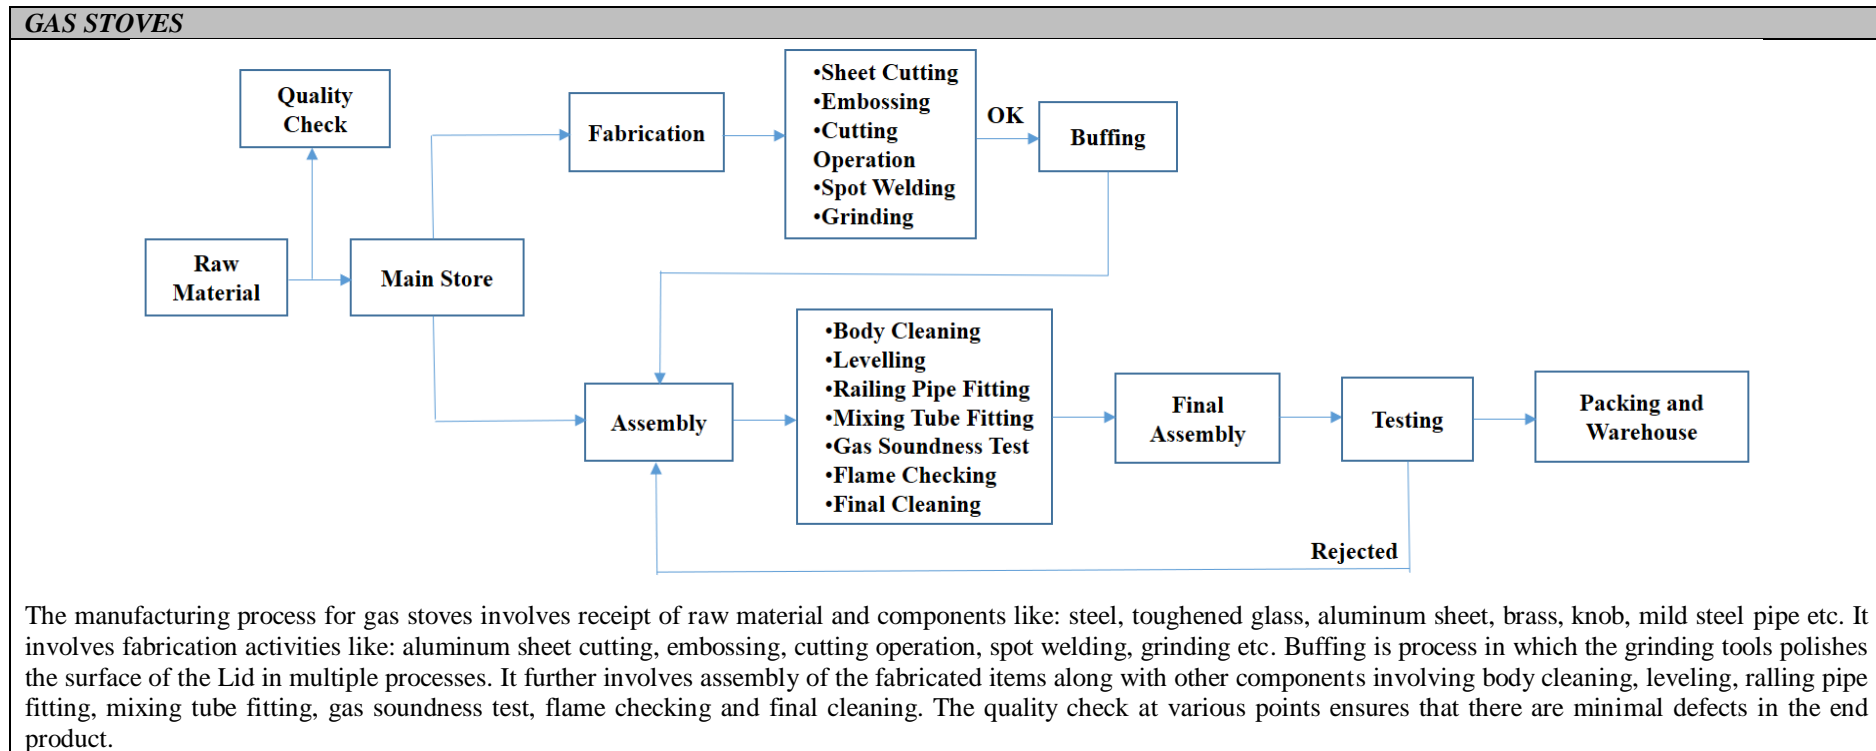 GAS STOVES
Quality
Check
Raw
Material
Main Store
Fabrication
•Sheet Cutting
•Embossing
•Cutting
Operation
•Spot Welding
•Grinding
OK
Buffing
Assembly
•Body Cleaning
•Levelling
•Railing Pipe Fitting
•Mixing Tube Fitting
•Gas Soundness Test
•Flame Checking
•Final Cleaning
Final
Assembly
Testing
Packing and
Warehouse
Rejected
The manufacturing process for gas stoves involves receipt of raw material and components like: steel, toughened glass, aluminum sheet, brass, knob, mild steel pipe etc. It
involves fabrication activities like: aluminum sheet cutting, embossing, cutting operation, spot welding, grinding etc. Buffing is process in which the grinding tools polishes
the surface of the Lid in multiple processes. It further involves assembly of the fabricated items along with other components involving body cleaning, leveling, ralling pipe
fitting, mixing tube fitting, gas soundness test, flame checking and final cleaning. The quality check at various points ensures that there are minimal defects in the end
product.